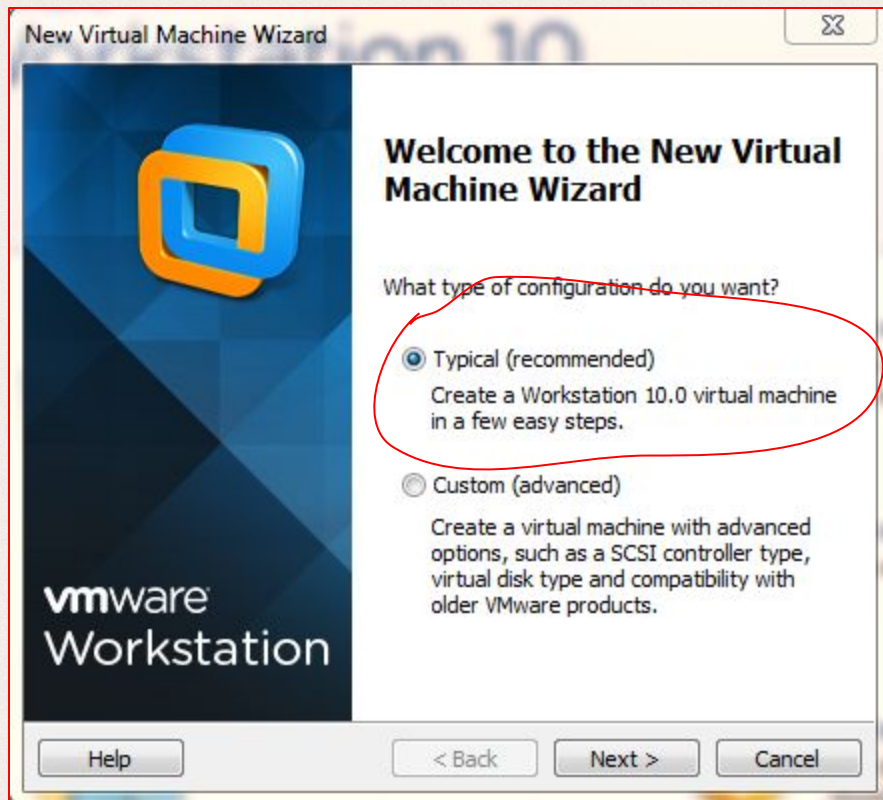 New Virtual Machine Wizard
orkstation 10
Welcome to the New Virtual
Machine Wizard
What type of configuration do you want?
Typical (recommended)
Create a Workstation 10.0 virtual machine
in a few easy steps.
Custom (advanced)
Create a virtual machine with advanced
options, such as a SCSI controller type,
virtual disk type and compatibility with
older VMware products.
vmware
Workstation
Help
< Back
Next >
Cancel